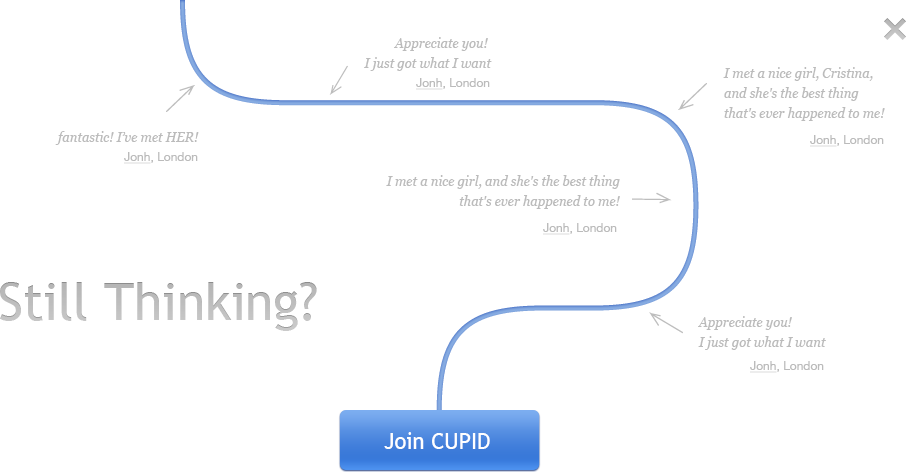 Appreciate you!
I just got what I want
Jonh, London
I met a nice girl, Cristina,
and she's the best thing
that's ever happened to me!
Jonh, London
fantastic! I've met HER!
Jonh, London
I met a nice girl, and she's the best thing
that's ever happened to me!
Jonh, London
Still Thinking?
Appreciate you!
I just got what I want
Jonh, London
Join CUPID